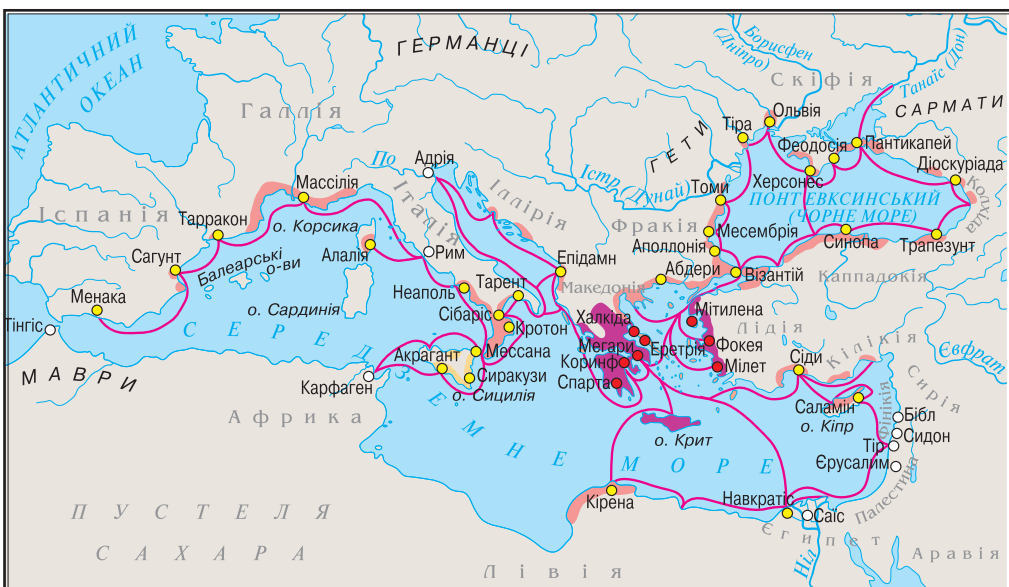 АТЛАНТИЧНИЙ
ОКЕАН
ГЕРМАНЦІ
Борисфен
(Дніпро)
Скіфія
Танаїс (Дон)
САРМАТИ
Галлія
Ольвія
Тіра
ГЕТИ
Феодосія
Пантикапей
Діоскуріада
Колхіда
По
Адрія
Істр (Дунай)
Томи
Херсонес
ПОНТ ЕВКСИНСЬКИЙ
(ЧОРНЕ МОРЕ)
Массілія
Італія
Іллірія
Іспанія
Тарракон
о. Корсика
Фракія
Месембрія
Синопа
Трапезунт
Сагунт
Балеарські
о-ви
Алалія
Рим
Аполлонія
Епідамн
Абдери
Візантій
Каппадокія
Менака
Неаполь
Тарент
Македонія
о. Сардинія
Сібаріс
Кротон
Халкіда
Мітилена
Лідія
Тінгіс
Мегари
Еретрія
Фокея
МАВРИ
Акрагант
Мессана
Коринф
Мілет
Сіди
Кілікія
Євфрат
Карфаген
Сиракузи
Спарта
Сирія
о. Сицилія
Африка
Саламін
о. Кіпр
Фінікія
Бібл
Сидон
Тір
о. Крит
Єрусалим
СЕРЕДЗЕМНЕ МОРЕ
Палестина
Кірена
Навкратіс
Саїс
ПУСТЕЛЯ
САХАРА
Єгипет
Ніл
Аравія
Лівія